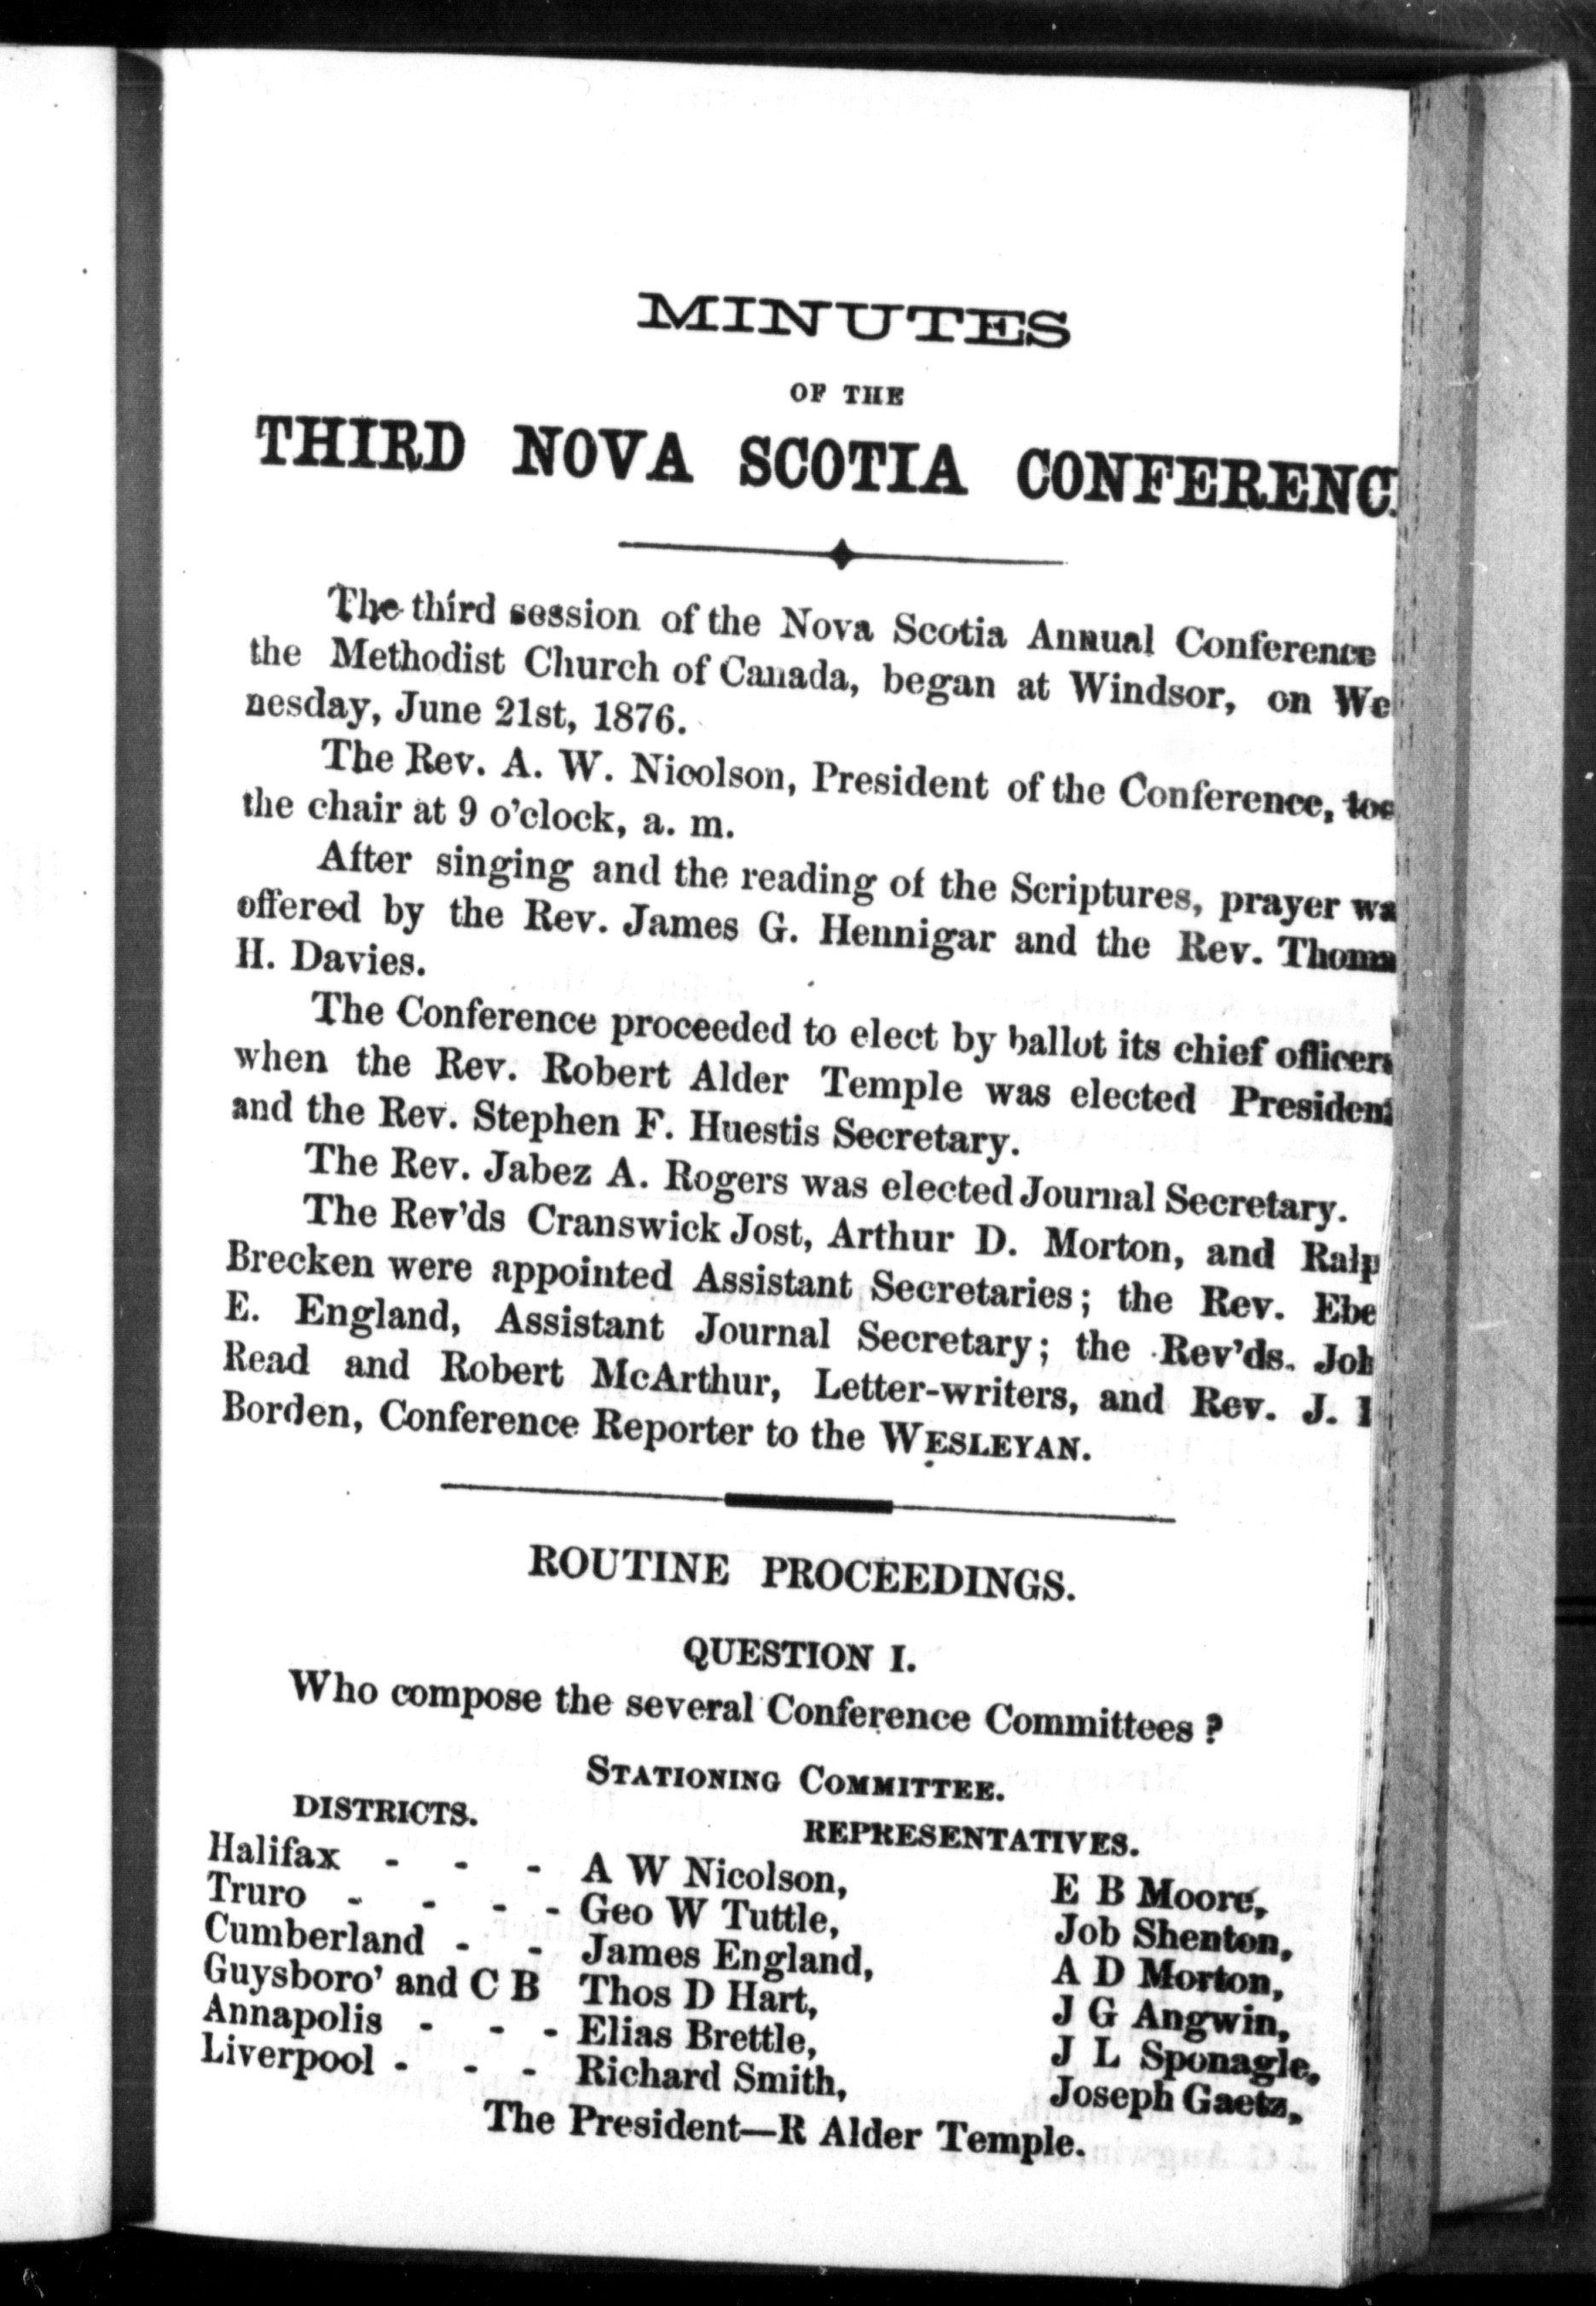 MINUTES
OF THE
THIRD NOVA SCOTIA CONFERENC
The third session of the Nova Scotia Annual Conference
the Methodist Church of Canada, began at Windsor, on We
nesday, June 21st, 1876.
The Rev. A. W. Nicolson, President of the Conference, too
the chair at 9 o'clock, a. m.
After singing and the reading of the Scriptures, prayer wa
offered by the Rev. James G. Hennigar and the Rev. Thoma
H. Davies.
The Conference proceeded to elect by ballot its chief officers
when the Rev. Robert Alder Temple was elected President
and the Rev. Stephen F. Huestis Secretary.
The Rev. Jabez A. Rogers was elected Journal Secretary.
The Rev'ds Cranswick Jost, Arthur D. Morton, and Ralp
Brecken were appointed Assistant Secretaries; the Rev. Ebe
E. England, Assistant Journal Secretary; the Rev'ds. Joh
Read and Robert McArthur, Letter-writers, and Rev. J.
Borden, Conference Reporter to the WESLEYAN.
ROUTINE PROCEEDINGS.
QUESTION I.
Who compose the several Conference Committees?
STATIONING COMMITTEE.
DISTRICTS. REPRESENTATIVES.
Halifax - - - A W Nicolson, E B Moore,
Truro - - - - Geo W Tuttle, Job Shenton,
Cumberland - - James England, A D Morton,
Guysboro' and C B Thos D Hart, J G Angwin,
Annapolis - - - Elias Brettle, J L Sponagle,
Liverpool - - - Richard Smith, Joseph Gaetz,
The President—R Alder Temple.